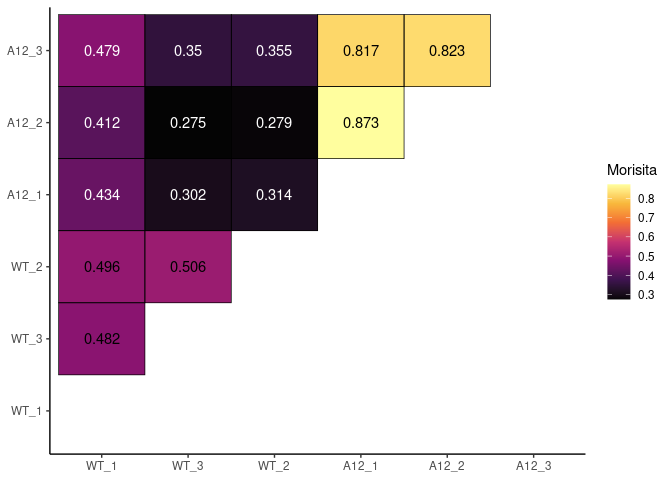 A12_3 0.479 0.35 0.355 0.817 0.823
A12_2 0.412 0.275 0.279 0.873
A12_1 0.434 0.302 0.314
WT_2 0.496 0.506
WT_3 0.482
WT_1
WT_1 WT_3 WT_2 A12_1 A12_2 A12_3
Morisita
0.8
0.7
0.6
0.5
0.4
0.3